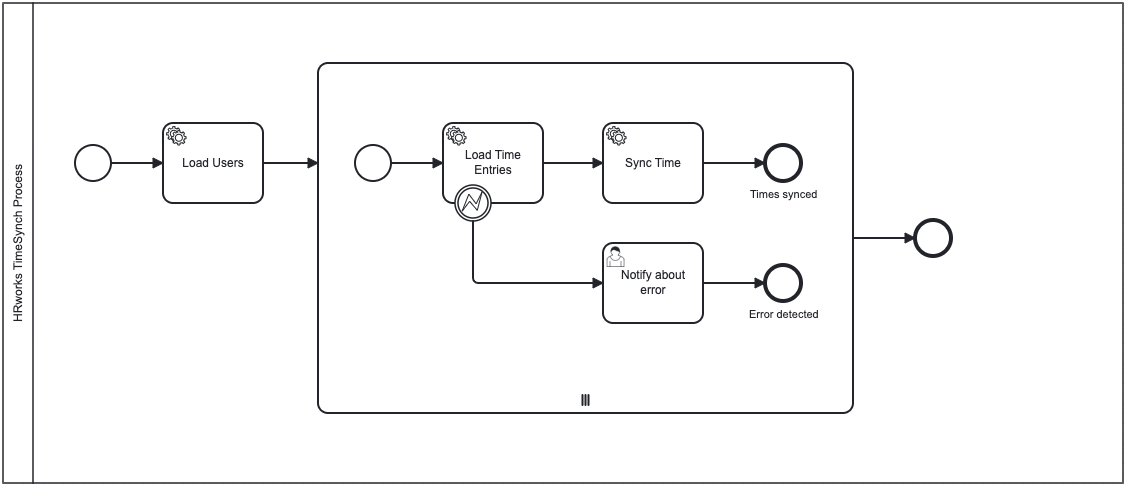 HRworks TimeSynch Process
Load Users
Load Time
Entries
Sync Time
Times synced
Notify about
error
Error detected